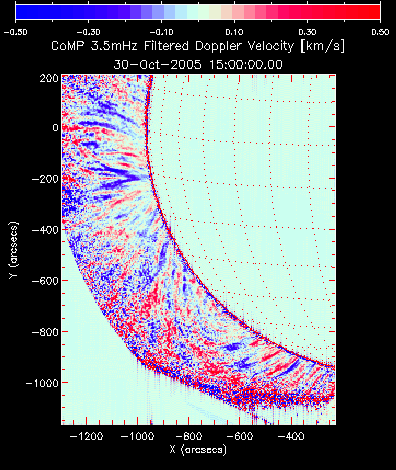 -0.50 -0.30 -0.10 0.10 0.30 0.50
CoMP 3.5mHz Filtered Doppler Velocity [km/s]
30-Oct-2005 15:00:00.00
200
0
-200
-400
-600
-800
-1000
Y (arcsecs)
-1200 -1000 -800 -600 -400
X (arcsecs)